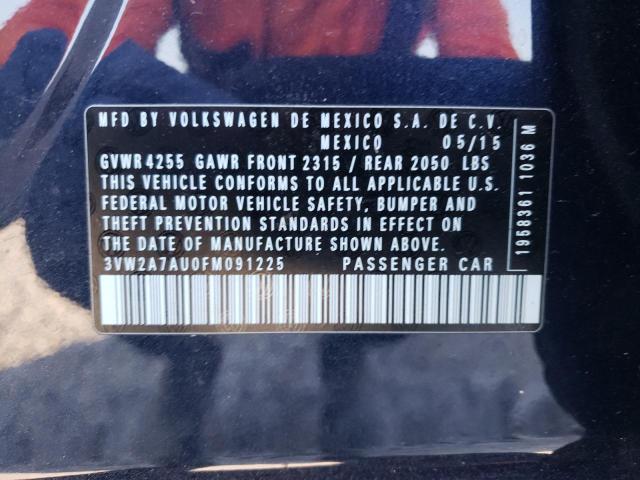 MFD BY VOLKSWAGEN DE MEXICO S.A. DE C.V.
MEXICO 05/15
GVWR 4255 GAWR FRONT 2315 / REAR 2050 LBS
THIS VEHICLE CONFORMS TO ALL APPLICABLE U.S.
FEDERAL MOTOR VEHICLE SAFETY, BUMPER AND
THEFT PREVENTION STANDARDS IN EFFECT ON
THE DATE OF MANUFACTURE SHOWN ABOVE.
3VW2A7AU0FM091225 PASSENGER CAR
1958361 1036 M